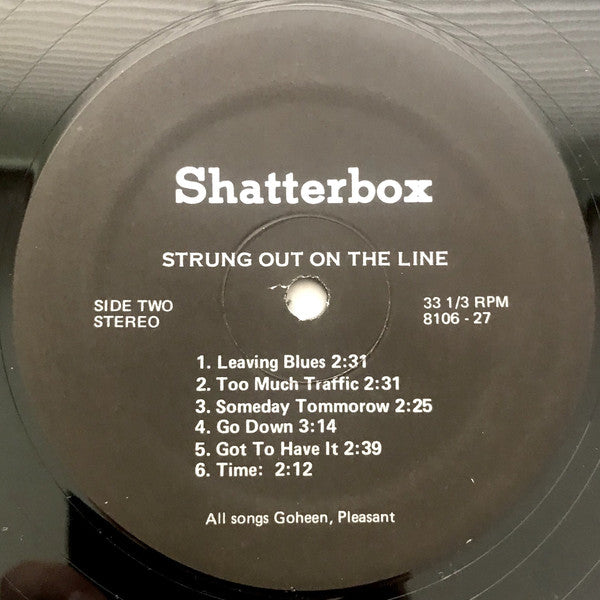 Shatterbox
STRUNG OUT ON THE LINE
SIDE TWO
STEREO
33 1/3 RPM
8106 - 27
1. Leaving Blues 2:31
2. Too Much Traffic 2:31
3. Someday Tommorow 2:25
4. Go Down 3:14
5. Got To Have It 2:39
6. Time: 2:12
All songs Goheen, Pleasant